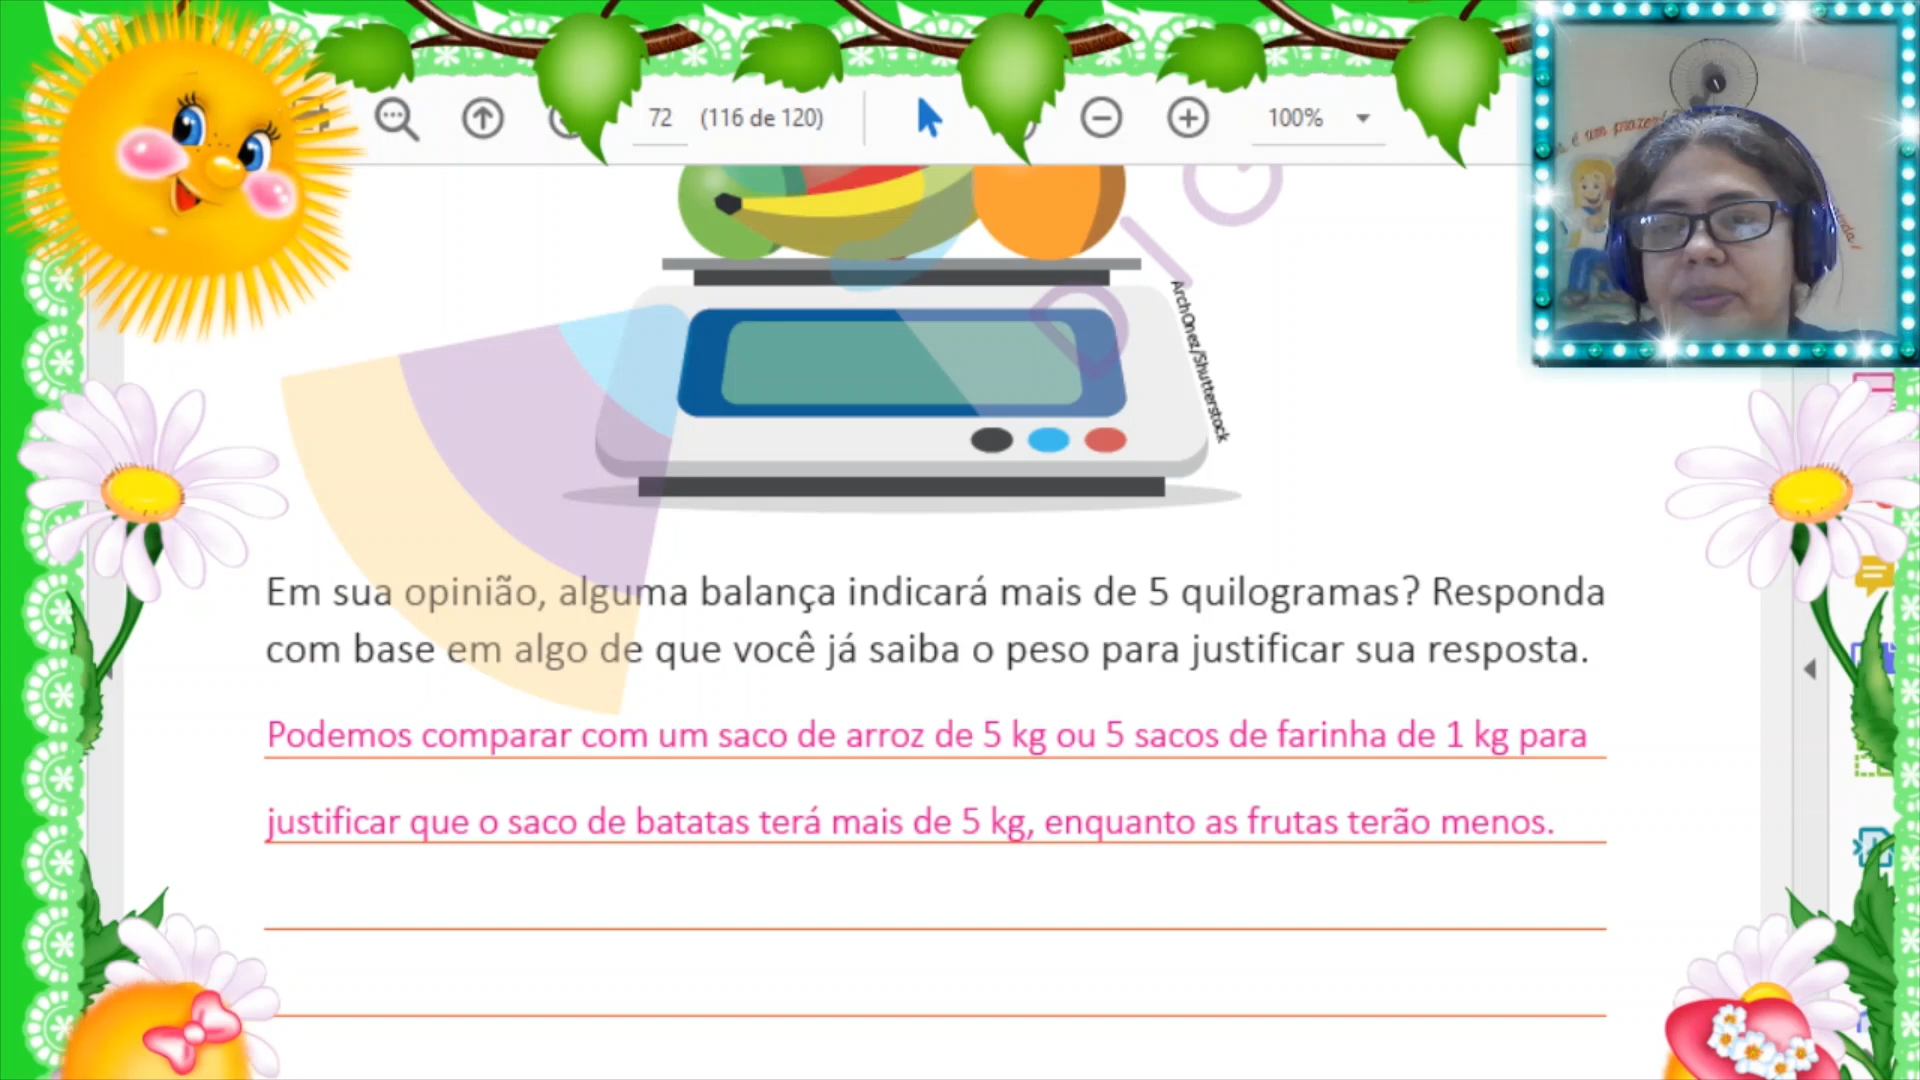 72 (116 de 120)
100%
é um prazer
ArchOnez/Shutterstock
Em sua opinião, alguma balança indicará mais de 5 quilogramas? Responda
com base em algo de que você já saiba o peso para justificar sua resposta.
Podemos comparar com um saco de arroz de 5 kg ou 5 sacos de farinha de 1 kg para
justificar que o saco de batatas terá mais de 5 kg, enquanto as frutas terão menos.